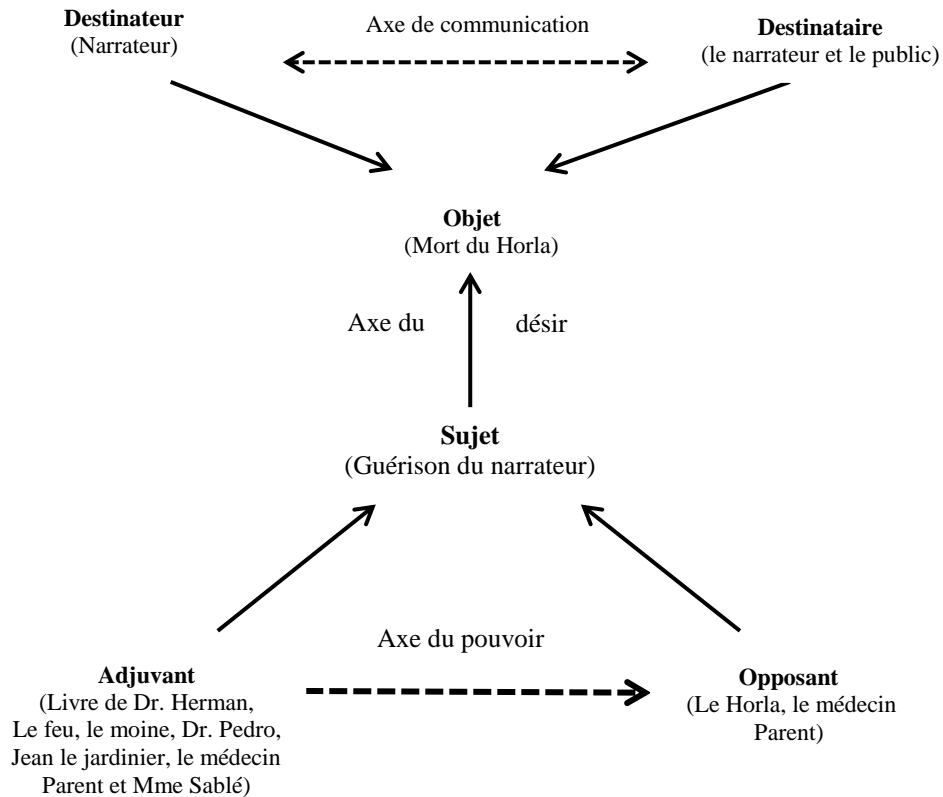 Destinateur
(Narrateur)
Axe de communication
Destinataire
(le narrateur et le public)
Objet
(Mort du Horla)
Axe du désir
Sujet
(Guérison du narrateur)
Axe du pouvoir
Adjuvant
(Livre de Dr. Herman,
Le feu, le moine, Dr. Pedro,
Jean le jardinier, le médecin
Parent et Mme Sablé)
Opposant
(Le Horla, le médecin
Parent)